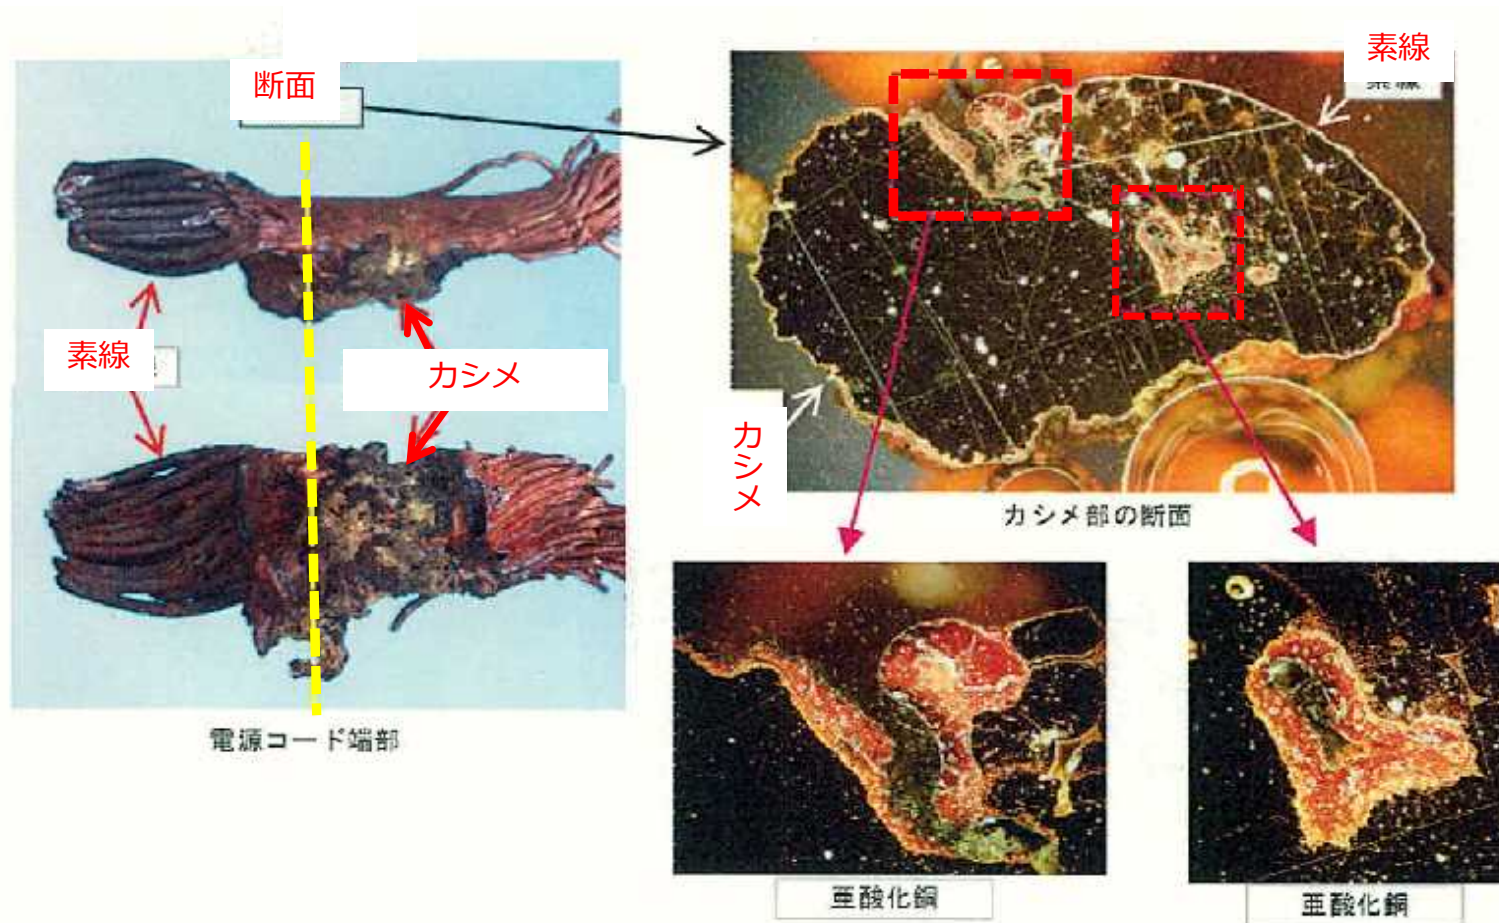 断面
素線
素線
カシメ
カシメ
カシメ部の断面
電源コード端部
亜酸化銅
亜酸化銅